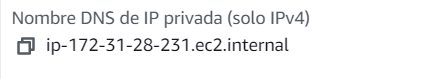 Nombre DNS de IP privada (solo IPv4)
ip-172-31-28-231.ec2.internal